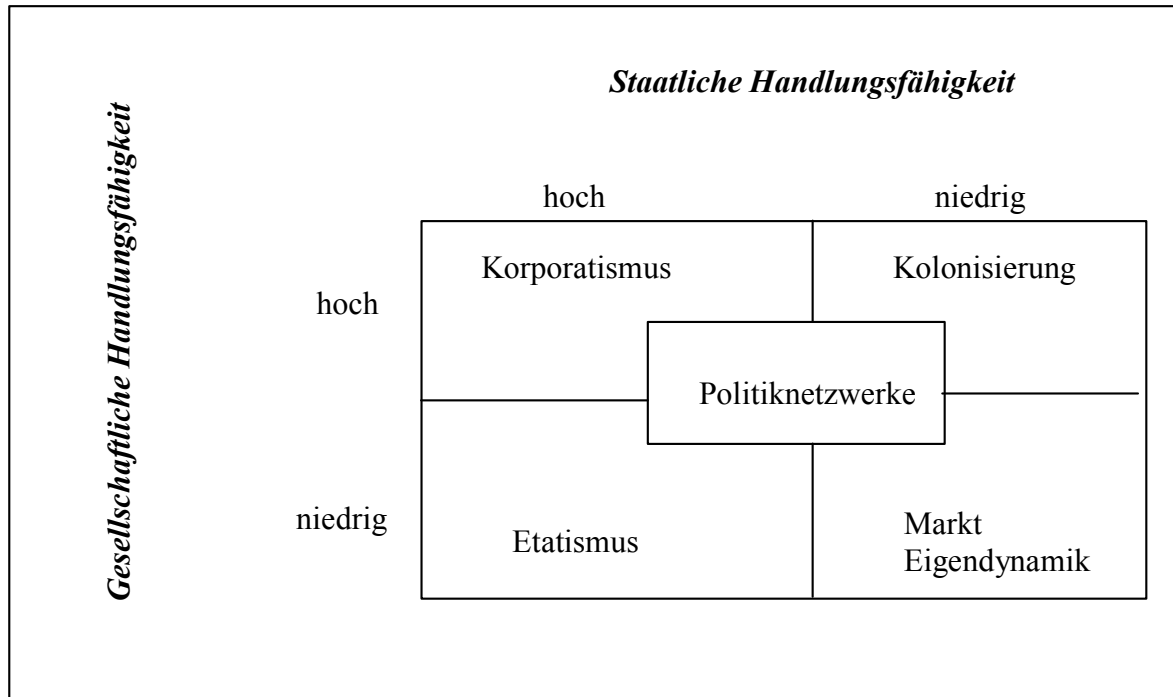 Staatliche Handlungsfähigkeit
Gesellschaftliche Handlungsfähigkeit
hoch
niedrig
hoch
Korporatismus
Kolonisierung
Politiknetzwerke
niedrig
Etatismus
Markt
Eigendynamik